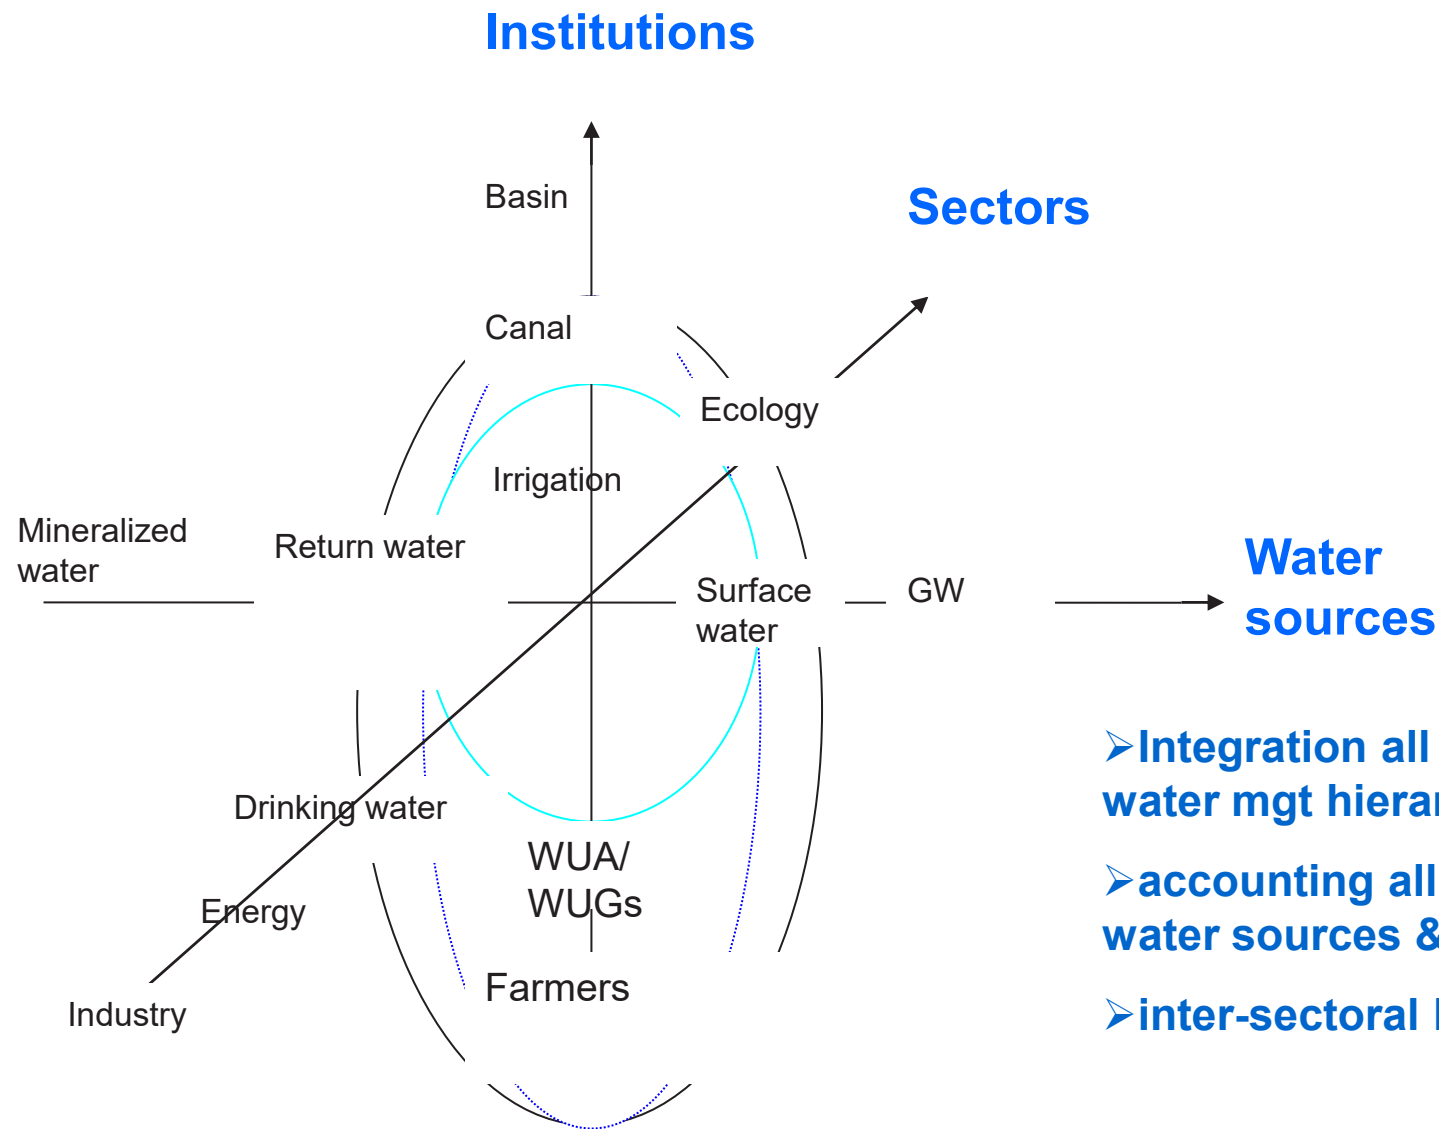 Institutions
Basin
Sectors
Canal
Ecology
Irrigation
Mineralized
water
Return water
Surface
water
GW
Water
sources
➢Integration all
water mgt
Drinking water
WUA/
WUGs
➢accounting all
water sources &
Energy
Farmers
Industry
➢inter-sectoral